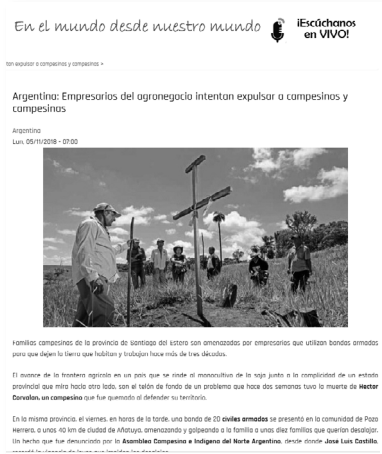 En el mundo desde nuestro mundo
¡Escúchanos
en VIVO!
tan expulsar a campesinos y campesinas »
Argentina: Empresarios del agronegocio intentan expulsar a campesinos y
campesinas
Argentina
Lun, 05/11/2018 - 07:00
Familias campesinas de la provincia de Santiago del Estero son amenazadas por empresarios que utilizan bandas armadas
para que dejen la tierra que habitan y trabajan hace más de tres décadas.
El avance de la frontera agrícola en un país que se rinde al monocultivo de la soja junto a la complicidad de un estado
provincial que mira hacia otro lado, son el telón de fondo de un problema que hace dos semanas tuvo la muerte de Hector
Corvalan, un campesino que fue quemado al defender su territorio.
En la misma provincia, el viernes, en horas de la tarde, una banda de 20 civiles armados se presentó en la comunidad de Pozo
Herrera, a unos 40 km de ciudad de Añatuya, amenazando y golpeando a la familia a unas diez familias que querían desalojar.
Un hecho que fue denunciado por la Asamblea Campesina e Indígena del Norte Argentino, desde donde José Luis Castillo,